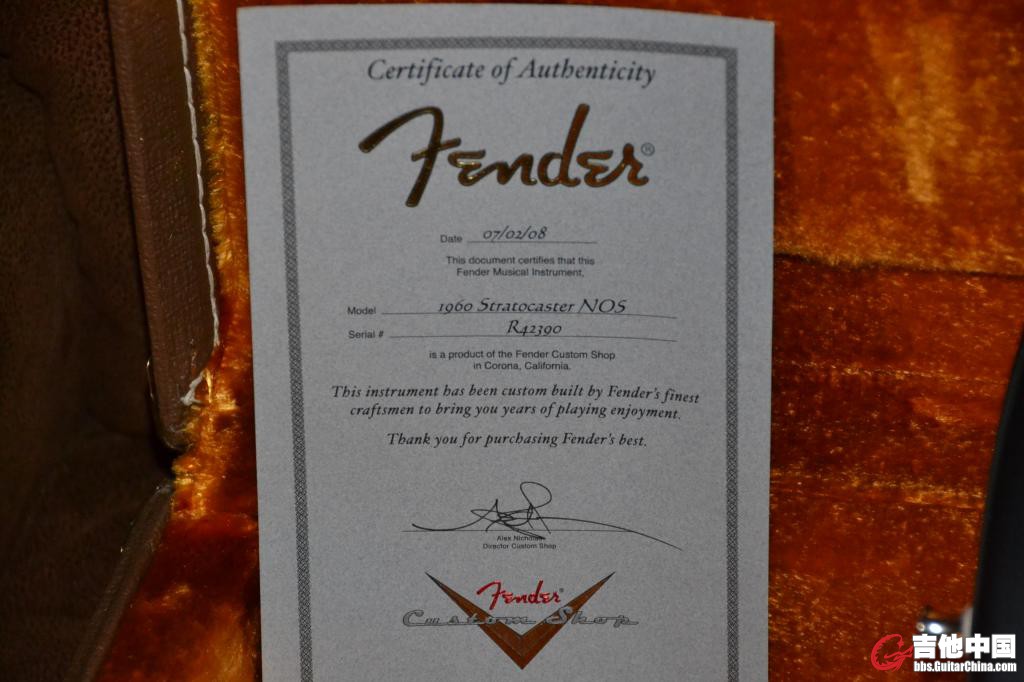 Certificate of Authenticity
Fender®
Date 07/02/08
This document certifies that this
Fender Musical Instrument,
Model 1960 Stratocaster NOS
Serial # R42390
is a product of the Fender Custom Shop
in Corona, California.
This instrument has been custom built by Fender's finest
craftsmen to bring you years of playing enjoyment.
Thank you for purchasing Fender's best.
Alex
Director Custom Shop
Fender
Custom Shop
吉他中国
bbs.GuitarChina.com